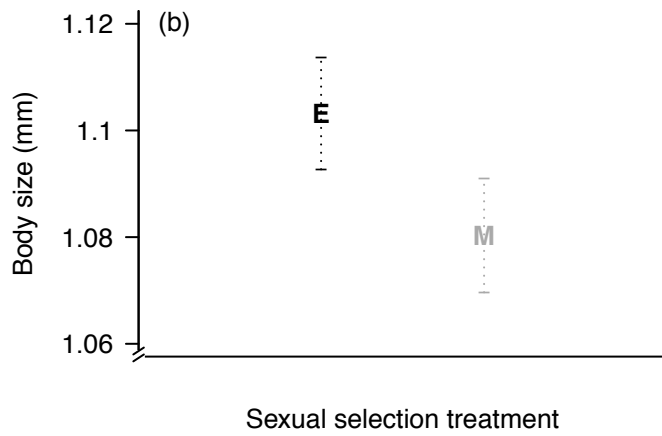 (b)
1.12
1.1
1.08
1.06
Body size (mm)
E
M
Sexual selection treatment